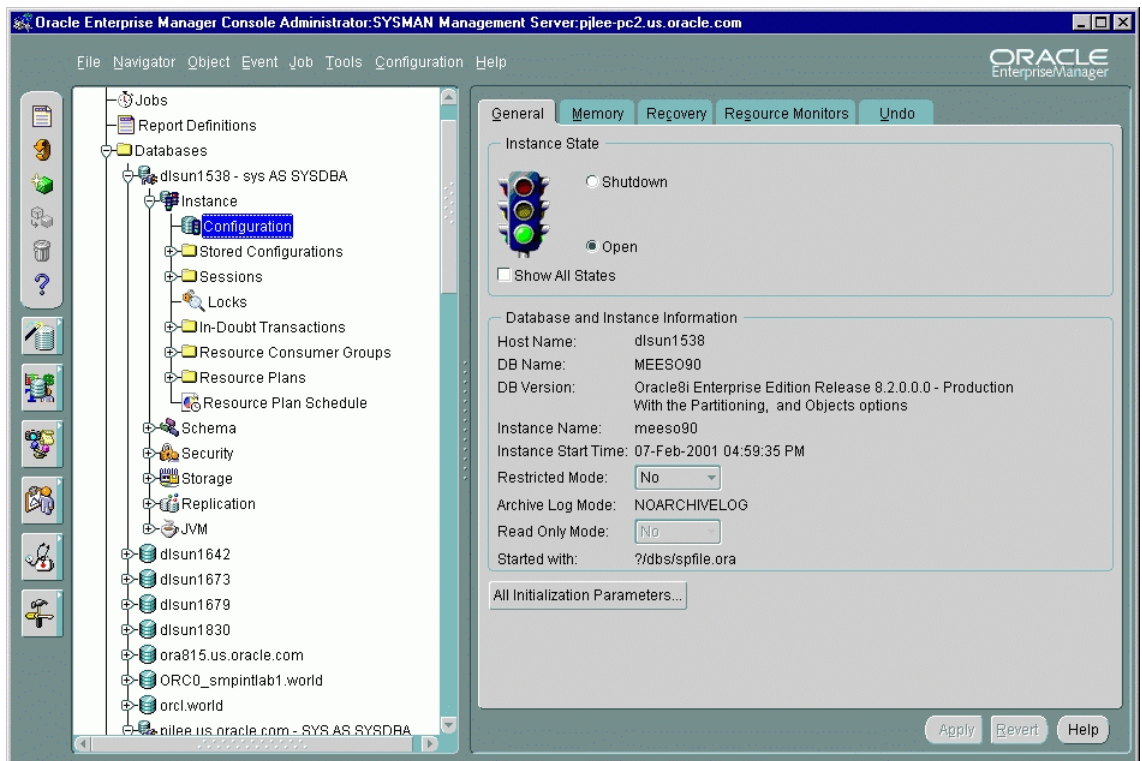 Oracle Enterprise Manager Console Administrator:SYSMAN Management Server:pjlee-pc2.us.oracle.com
File Navigator Object Event Job Tools Configuration Help
ORACLE
EnterpriseManager
Jobs
Report Definitions
Databases
dlsun1538 - sys AS SYSDBA
Instance
Configuration
Stored Configurations
Sessions
Locks
In-Doubt Transactions
Resource Consumer Groups
Resource Plans
Resource Plan Schedule
Schema
Security
Storage
Replication
JVM
dlsun1642
dlsun1673
dlsun1679
dlsun1830
ora815.us.oracle.com
ORC0_smpintlab1.world
orcl.world
pjlee.us.oracle.com - SYS AS SYSDBA
General Memory Recovery Resource Monitors Undo
Instance State
Shutdown
Open
Show All States
Database and Instance Information
Host Name: dlsun1538
DB Name: MEESO90
DB Version: Oracle8i Enterprise Edition Release 8.2.0.0.0 - Production
With the Partitioning, and Objects options
Instance Name: meeso90
Instance Start Time: 07-Feb-2001 04:59:35 PM
Restricted Mode: No
Archive Log Mode: NOARCHIVELOG
Read Only Mode: No
Started with: ?/dbs/spfile.ora
All Initialization Parameters...
Apply Revert Help